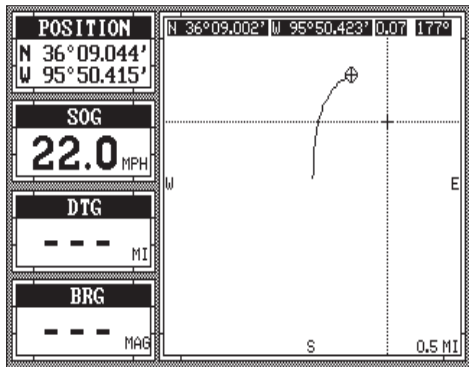 POSITION
N 36°09.044'
W 95°50.415'
SOG
22.0 MPH
DTG
--- MI
BRG
--- MAG
N 36°09.002' W 95°50.423' 0.07 177°
W
E
S
0.5 MI